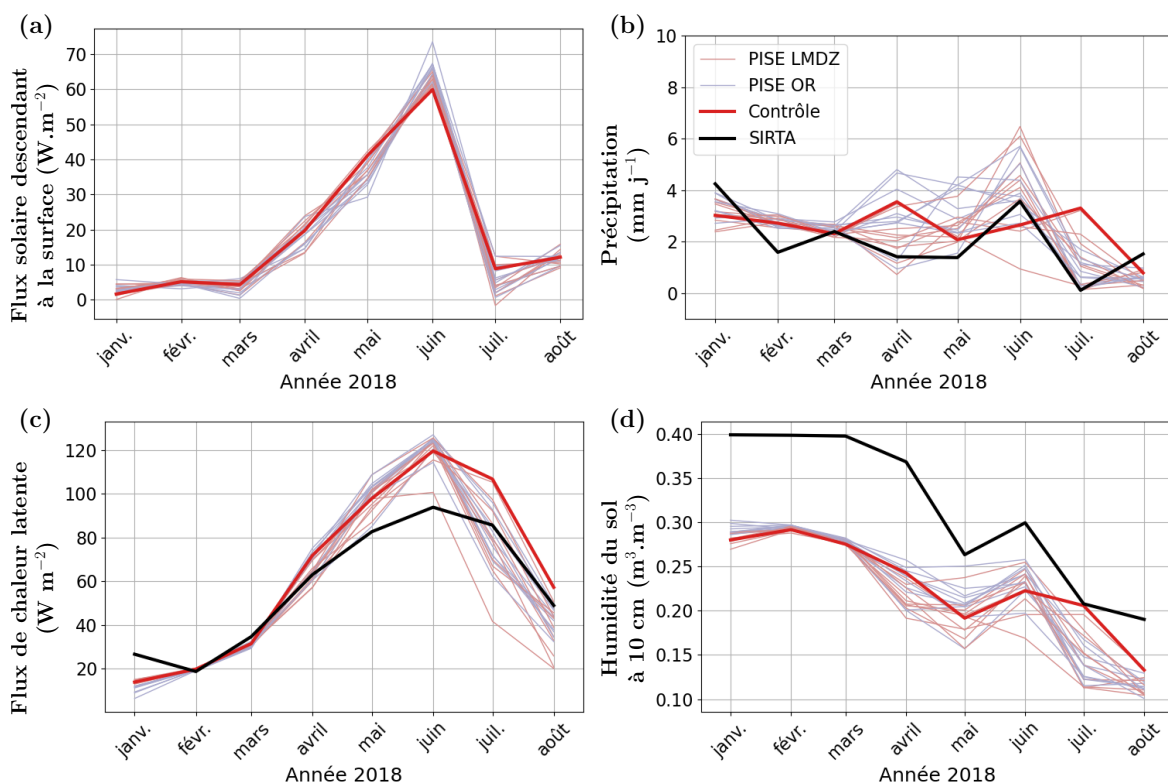 (a)
Flux solaire descendant
à la surface (W.m⁻²)
70
60
50
40
30
20
10
0
janv.
févr.
mars
avril
mai
juin
juil.
août
Année 2018
(b)
Précipitation
(mm j⁻¹)
10
8
6
4
2
0
PISE LMDZ
PISE OR
Contrôle
SIRTA
janv.
févr.
mars
avril
mai
juin
juil.
août
Année 2018
(c)
Flux de chaleur latente
(W m⁻²)
120
100
80
60
40
20
janv.
févr.
mars
avril
mai
juin
juil.
août
Année 2018
(d)
Humidité du sol
à 10 cm (m³.m⁻³)
0.40
0.35
0.30
0.25
0.20
0.15
0.10
janv.
févr.
mars
avril
mai
juin
juil.
août
Année 2018